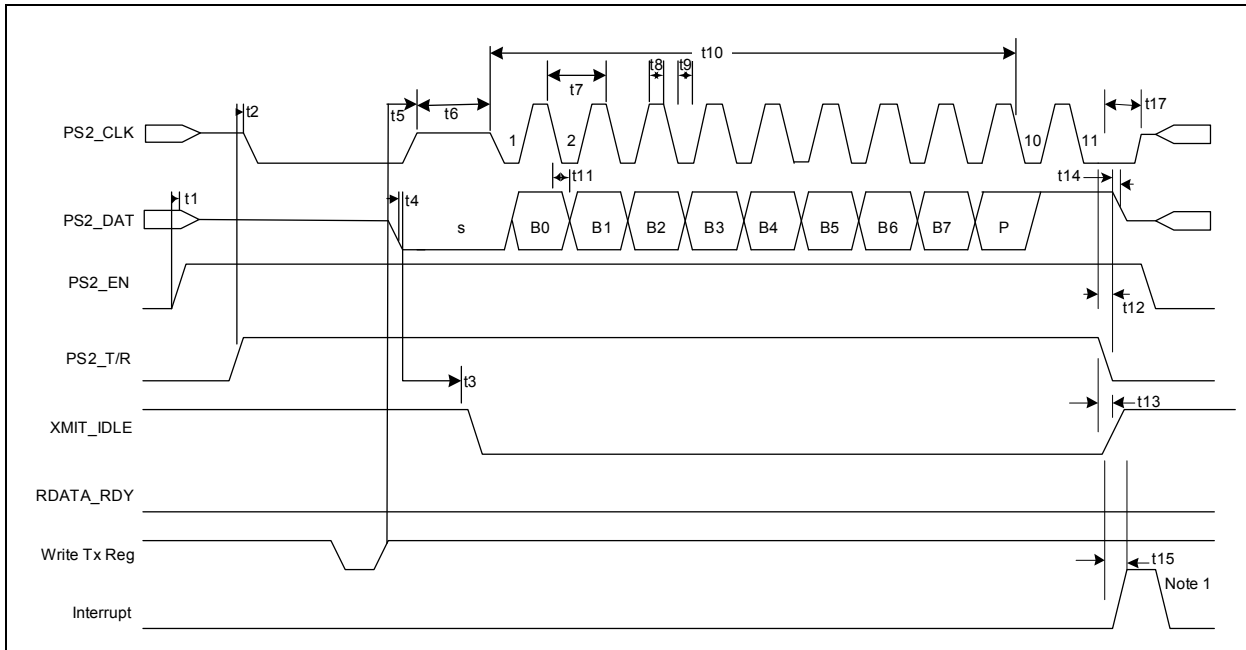 t10
t8
t9
t7
t2
t5
t6
t17
PS2_CLK
1
2
10
11
t11
t14
t1
t4
PS2_DAT
s
B0
B1
B2
B3
B4
B5
B6
B7
P
PS2_EN
t12
PS2_T/R
t3
t13
XMIT_IDLE
RDATA_RDY
Write Tx Reg
t15
Note 1
Interrupt